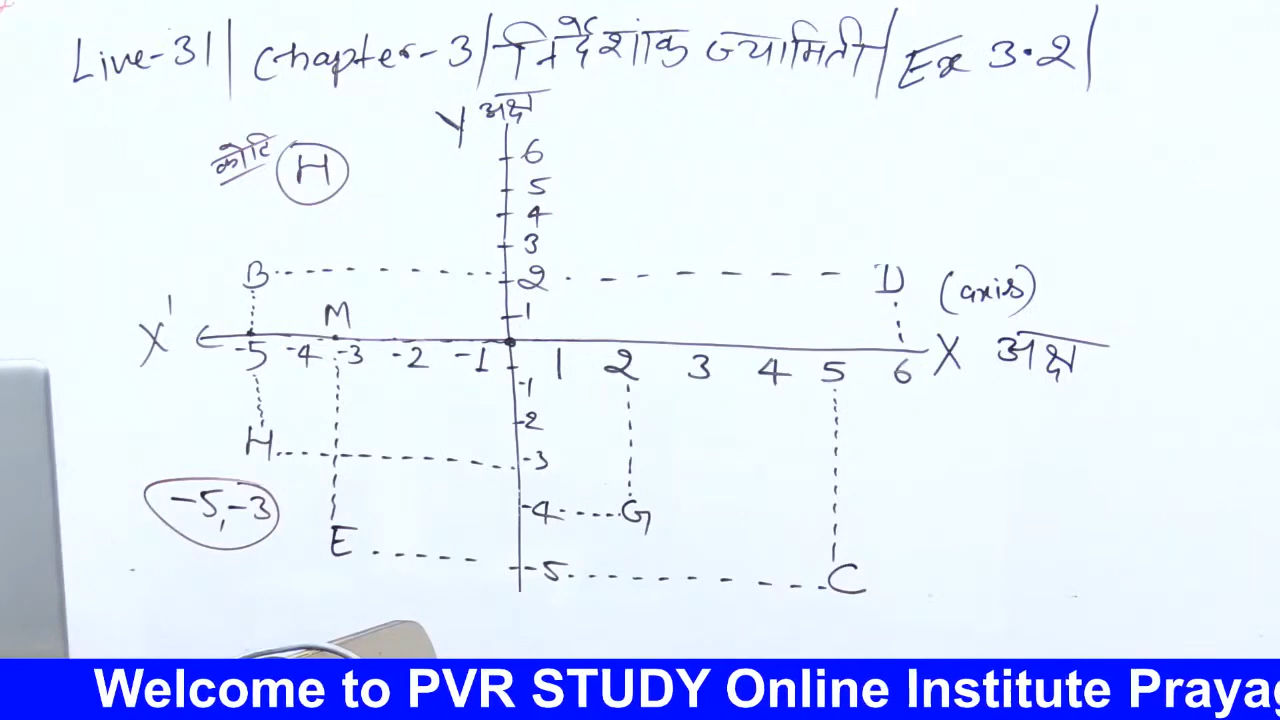 Live-31| Chapter-3| निर्देशांक ज्यामिती| Ex 3.2|
Y अक्ष
कोटि H
6
5
4
3
B 2 D (axis)
M 1
X' -5 -4 -3 -2 -1 1 2 3 4 5 6 X अक्ष
-1
-2
H -3
-5,-3 -4 G
E
-5 C
Welcome to PVR STUDY Online Institute Prayag